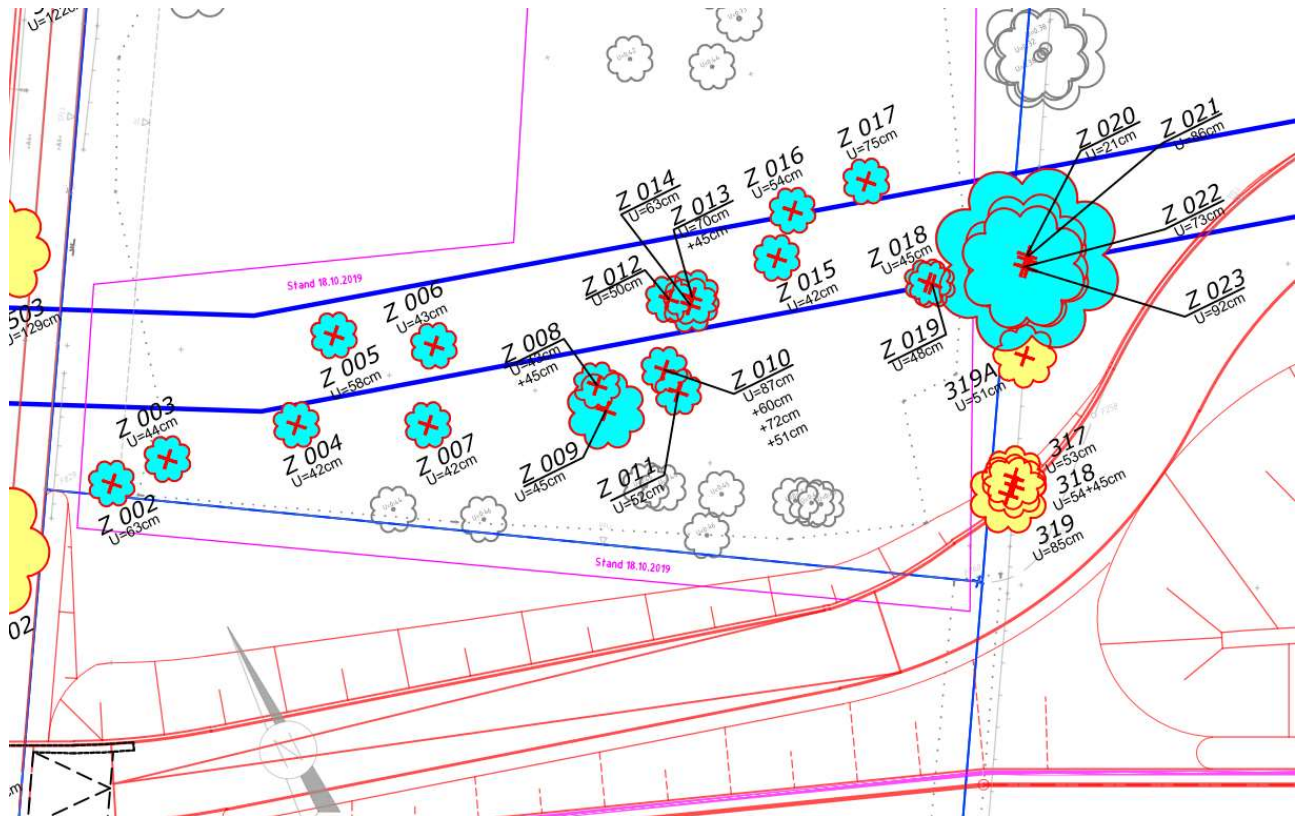 U=122
Z 017
U=75cm
Z 016
U=54cm
Z 014
U=63cm
Z 013
U=70cm
+45cm
Z 020
U=21cm
Z 021
U=86cm
Z 022
U=73cm
Z 023
U=92cm
Z 012
U=50cm
Z 018
U=45cm
Z 015
U=42cm
Z 019
U=48cm
Stand 18.10.2019
503
U=129cm
Z 006
U=43cm
Z 005
U=58cm
Z 008
U=43cm
+45cm
Z 010
U=87cm
+60cm
+72cm
+51cm
319A
U=51cm
Z 003
U=44cm
Z 004
U=42cm
Z 007
U=42cm
Z 009
U=45cm
Z 011
U=52cm
Z 002
U=63cm
317
U=53cm
318
U=54+45cm
319
U=85cm
Stand 18.10.2019
02